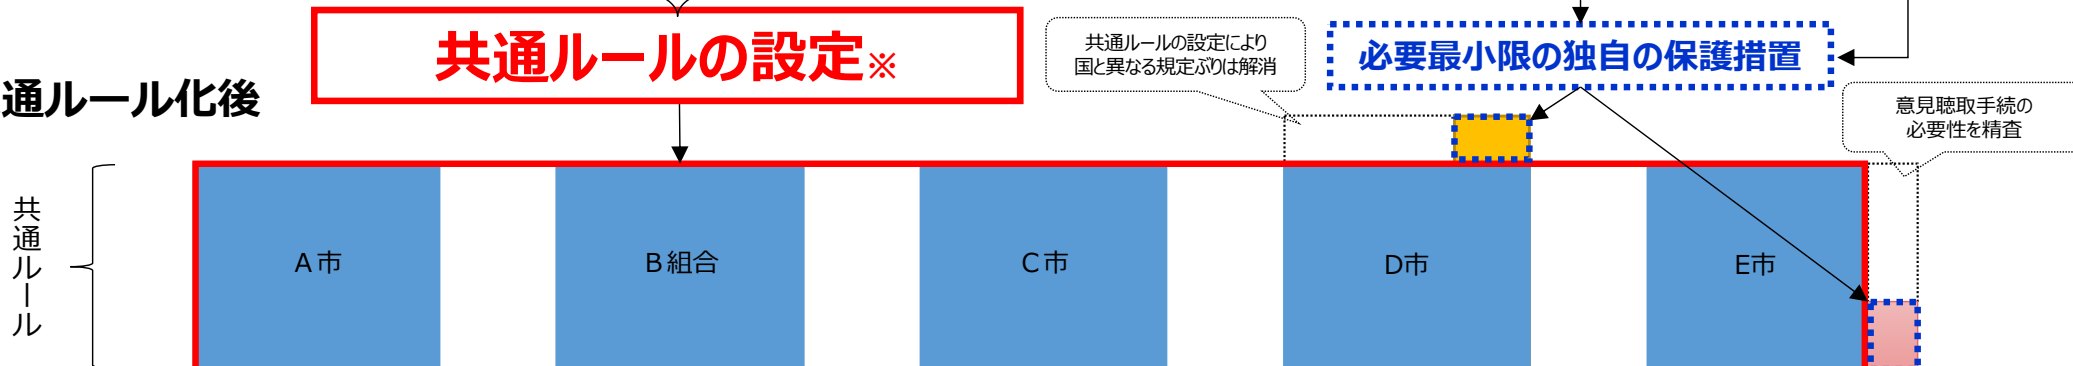 共通ルールの設定※
共通ルールの設定により
国と異なる規定ぶりは解消
必要最小限の独自の保護措置
通ルール化後
意見聴取手続の
必要性を精査
共通ルール
A市
B組合
C市
D市
E市